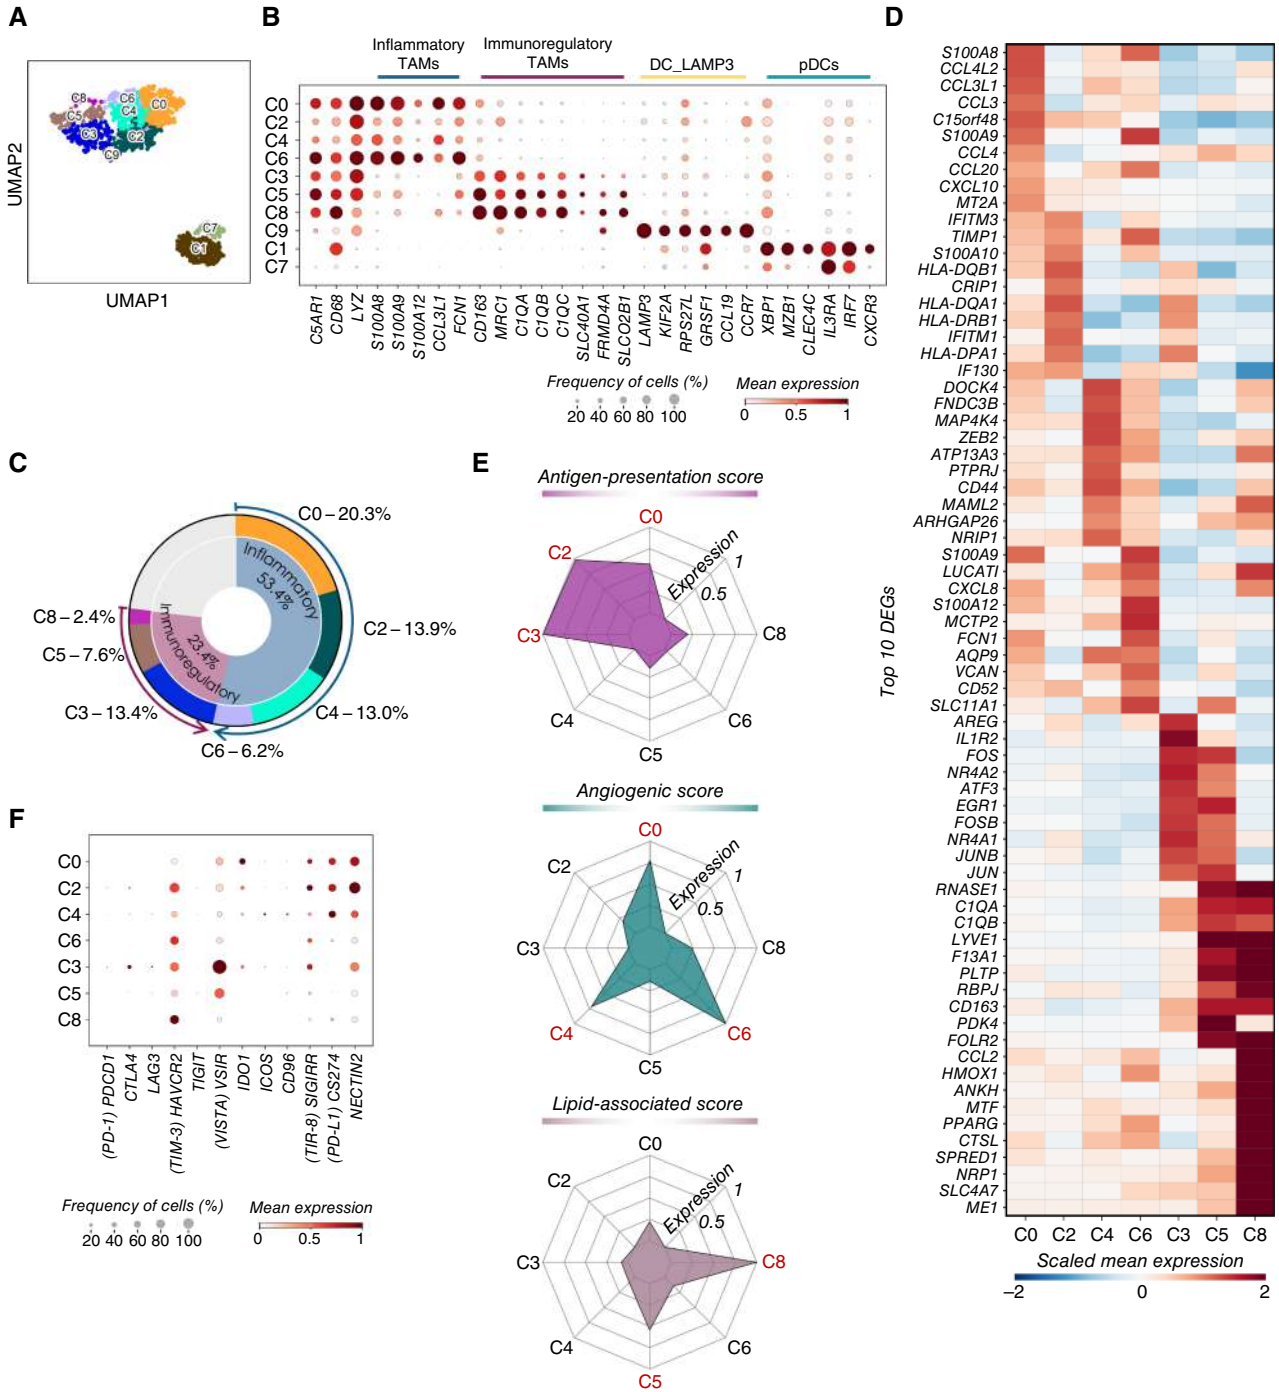 A
C8
C6
C0
C4
C5
C3
C2
C9
C7
C1
UMAP2
UMAP1
B
Inflammatory
TAMs
Immunoregulatory
TAMs
DC_LAMP3
pDCs
C0
C2
C4
C6
C3
C5
C8
C9
C1
C7
C5AR1
CD68
LYZ
S100A8
S100A9
S100A12
CCL3L1
FCN1
CD163
MRC1
C1QA
C1QB
C1QC
SLC40A1
FRMD4A
SLCO2B1
LAMP3
KIF2A
RPS27L
GRSF1
CCL19
CCR7
XBP1
MZB1
CLEC4C
IL3RA
IRF7
CXCR3
Frequency of cells (%)
20 40 60 80 100
Mean expression
0 0.5 1
C
C0 – 20.3%
C2 – 13.9%
C4 – 13.0%
C6 – 6.2%
C3 – 13.4%
C5 – 7.6%
C8 – 2.4%
Inflammatory
53.4%
Immunoregulatory
23.4%
D
Top 10 DEGs
S100A8
CCL4L2
CCL3L1
CCL3
C15orf48
S100A9
CCL4
CCL20
CXCL10
MT2A
IFITM3
TIMP1
S100A10
HLA-DQB1
CRIP1
HLA-DQA1
HLA-DRB1
IFITM1
HLA-DPA1
IF130
DOCK4
FNDC3B
MAP4K4
ZEB2
ATP13A3
PTPRJ
CD44
MAML2
ARHGAP26
NRIP1
S100A9
LUCATI
CXCL8
S100A12
MCTP2
FCN1
AQP9
VCAN
CD52
SLC11A1
AREG
IL1R2
FOS
NR4A2
ATF3
EGR1
FOSB
NR4A1
JUNB
JUN
RNASE1
C1QA
C1QB
LYVE1
F13A1
PLTP
RBPJ
CD163
PDK4
FOLR2
CCL2
HMOX1
ANKH
MTF
PPARG
CTSL
SPRED1
NRP1
SLC4A7
ME1
C0 C2 C4 C6 C3 C5 C8
Scaled mean expression
–2 0 2
E
Antigen-presentation score
C0
C2
C3
C4
C5
C6
C8
Expression
0.5
1
Angiogenic score
C0
C2
C3
C4
C5
C6
C8
Expression
0.5
1
Lipid-associated score
C0
C2
C3
C4
C5
C6
C8
Expression
0.5
1
F
C0
C2
C4
C6
C3
C5
C8
(PD-1) PDCD1
CTLA4
LAG3
(TIM-3) HAVCR2
TIGIT
(VISTA) VSIR
IDO1
ICOS
CD96
(TIR-8) SIGIRR
(PD-L1) CS274
NECTIN2
Frequency of cells (%)
20 40 60 80 100
Mean expression
0 0.5 1